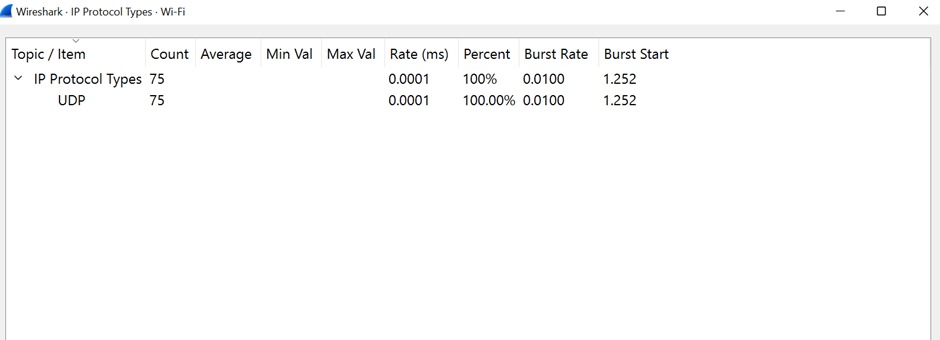 Wireshark · IP Protocol Types · Wi-Fi
Topic / Item Count Average Min Val Max Val Rate (ms) Percent Burst Rate Burst Start
IP Protocol Types 75 0.0001 100% 0.0100 1.252
UDP 75 0.0001 100.00% 0.0100 1.252